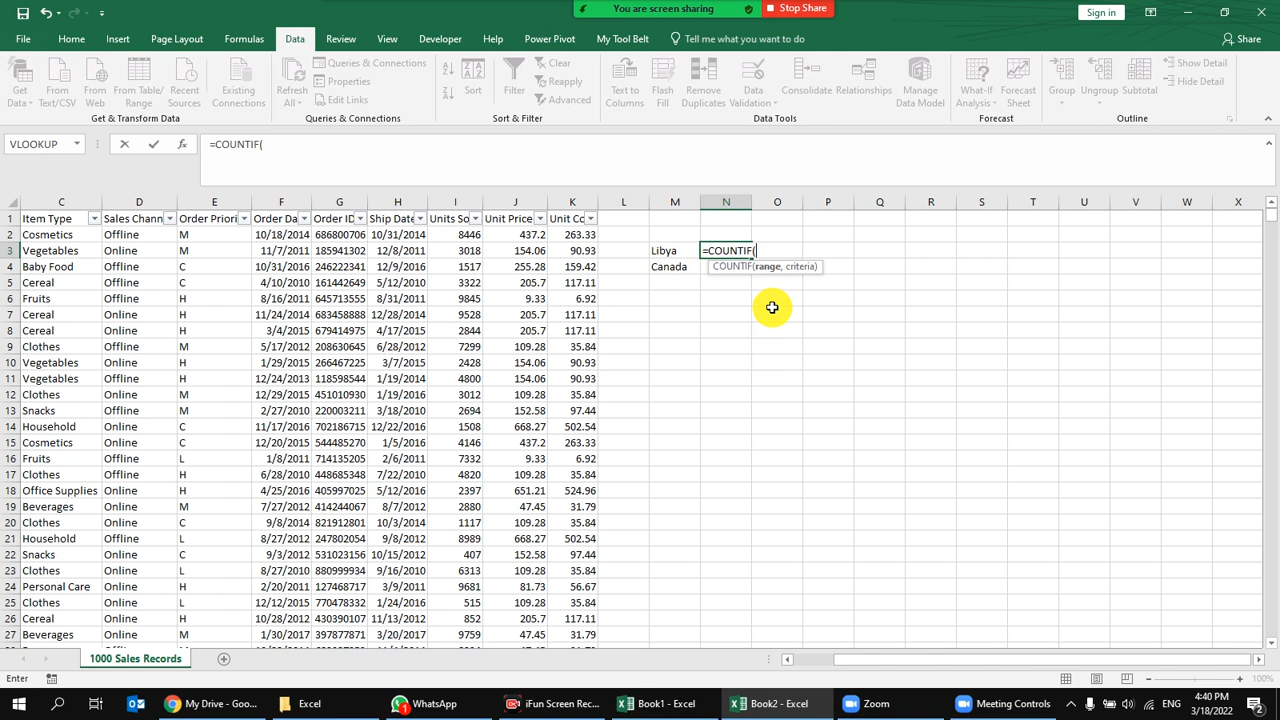 You are screen sharing Stop Share
Sign in
File Home Insert Page Layout Formulas Data Review View Developer Help Power Pivot My Tool Belt Tell me what you want to do Share
Get Data From Text/CSV From Web From Table/ Range Recent Sources Existing Connections Refresh All Queries & Connections Properties Edit Links Sort Filter Clear Reapply Advanced Text to Columns Flash Fill Remove Duplicates Data Validation Consolidate Relationships Manage Data Model What-If Analysis Forecast Sheet Group Ungroup Subtotal Show Detail Hide Detail
Get & Transform Data Queries & Connections Sort & Filter Data Tools Forecast Outline
VLOOKUP fx =COUNTIF(
C D E F G H I J K L M N O P Q R S T U V W X
1 Item Type Sales Chann Order Priori Order Da Order ID Ship Date Units So Unit Price Unit Co
2 Cosmetics Offline M 10/18/2014 686800706 10/31/2014 8446 437.2 263.33
3 Vegetables Online M 11/7/2011 185941302 12/8/2011 3018 154.06 90.93 Libya =COUNTIF(
4 Baby Food Offline C 10/31/2016 246222341 12/9/2016 1517 255.28 159.42 Canada COUNTIF(range, criteria)
5 Cereal Offline C 4/10/2010 161442649 5/12/2010 3322 205.7 117.11
6 Fruits Offline H 8/16/2011 645713555 8/31/2011 9845 9.33 6.92
7 Cereal Online H 11/24/2014 683458888 12/28/2014 9528 205.7 117.11
8 Cereal Online H 3/4/2015 679414975 4/17/2015 2844 205.7 117.11
9 Clothes Offline M 5/17/2012 208630645 6/28/2012 7299 109.28 35.84
10 Vegetables Online H 1/29/2015 266467225 3/7/2015 2428 154.06 90.93
11 Vegetables Offline H 12/24/2013 118598544 1/19/2014 4800 154.06 90.93
12 Clothes Online M 12/29/2015 451010930 1/19/2016 3012 109.28 35.84
13 Snacks Offline M 2/27/2010 220003211 3/18/2010 2694 152.58 97.44
14 Household Online C 11/17/2016 702186715 12/22/2016 1508 668.27 502.54
15 Cosmetics Online C 12/20/2015 544485270 1/5/2016 4146 437.2 263.33
16 Fruits Online L 1/8/2011 714135205 2/6/2011 7332 9.33 6.92
17 Clothes Offline H 6/28/2010 448685348 7/22/2010 4820 109.28 35.84
18 Office Supplies Online H 4/25/2016 405997025 5/12/2016 2397 651.21 524.96
19 Beverages Online M 7/27/2012 414244067 8/7/2012 2880 47.45 31.79
20 Clothes Online C 9/8/2014 821912801 10/3/2014 1117 109.28 35.84
21 Household Offline L 8/27/2012 247802054 9/8/2012 8989 668.27 502.54
22 Snacks Online C 9/3/2012 531023156 10/15/2012 407 152.58 97.44
23 Clothes Online L 8/27/2010 880999934 9/16/2010 6313 109.28 35.84
24 Personal Care Online H 2/20/2011 127468717 3/9/2011 9681 81.73 56.67
25 Clothes Online L 12/12/2015 770478332 1/24/2016 515 109.28 35.84
26 Cereal Online H 10/28/2012 430390107 11/13/2012 852 205.7 117.11
27 Beverages Online M 1/30/2017 397877871 3/20/2017 9759 47.45 31.79
1000 Sales Records
Enter 100%
My Drive - Goo... Excel WhatsApp iFun Screen Rec... Book1 - Excel Book2 - Excel Zoom Meeting Controls ENG 4:40 PM
3/18/2022